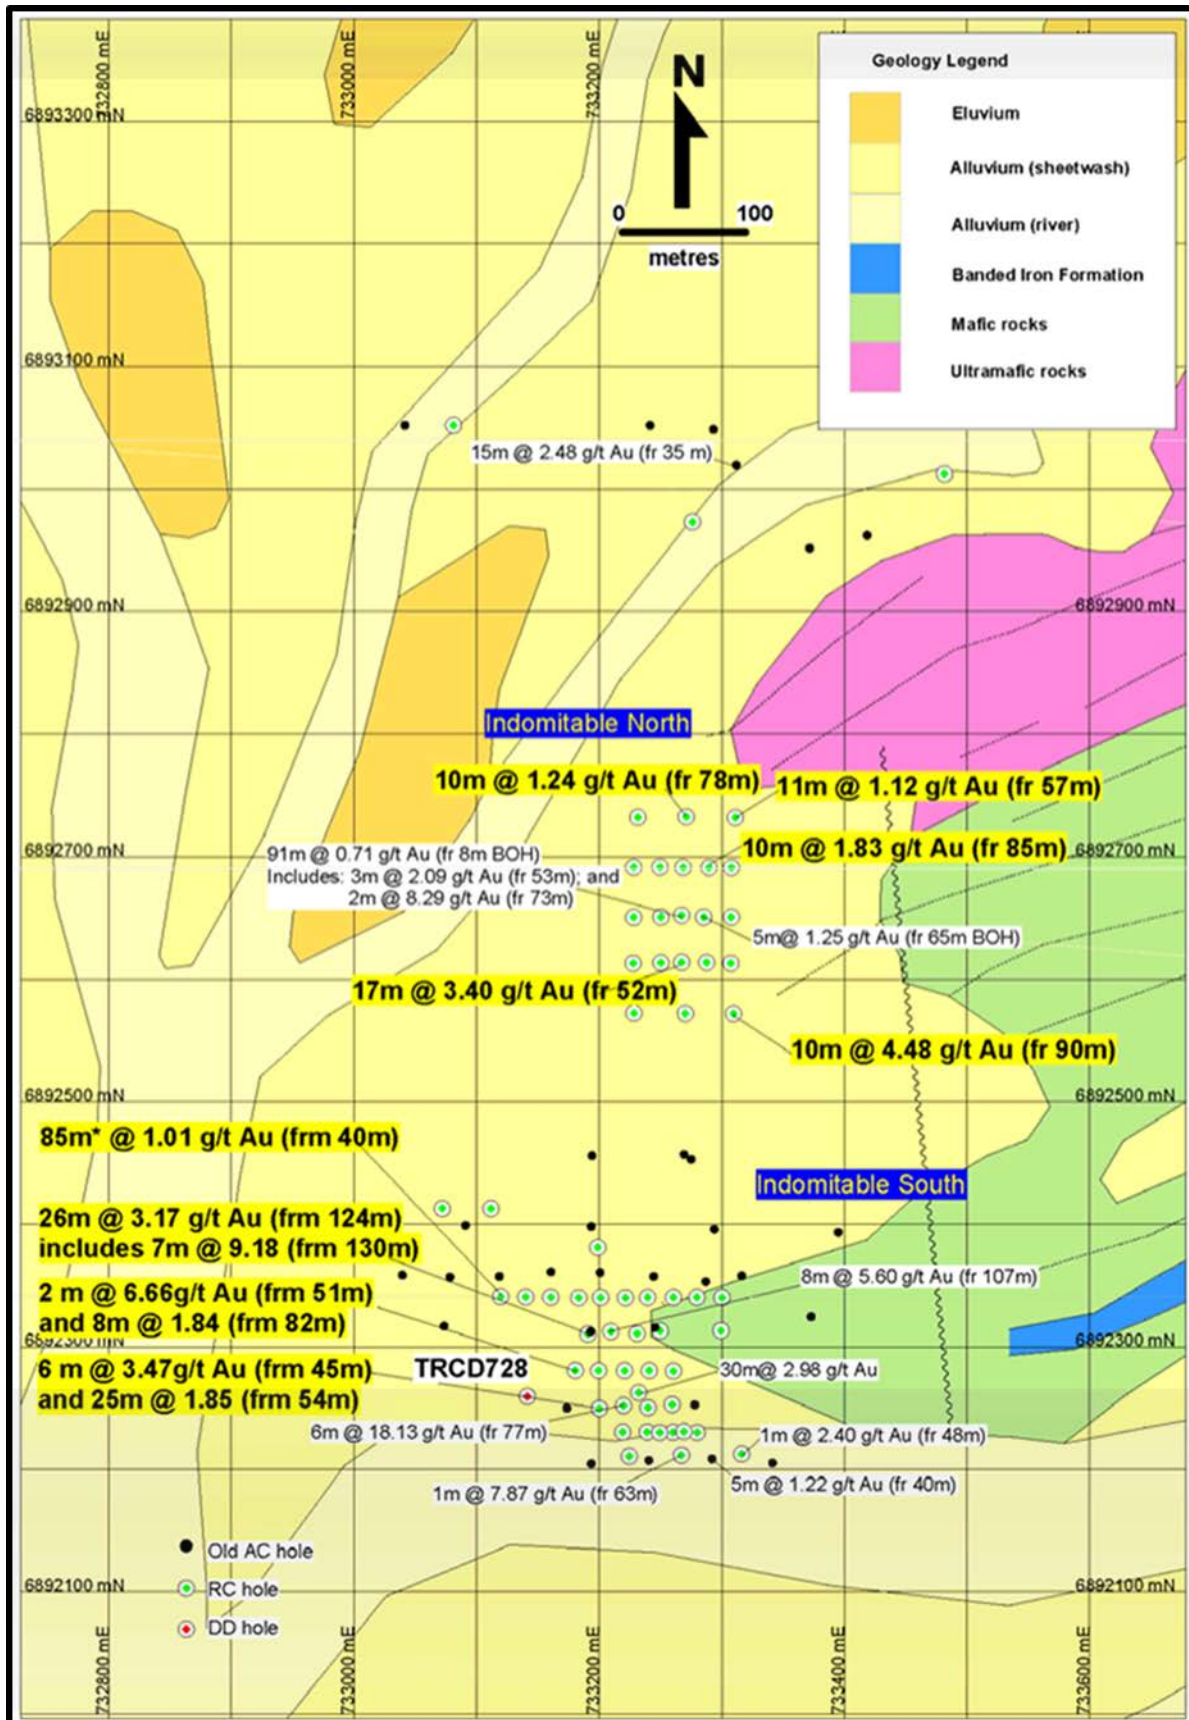 732800 mE
733000 mE
733200 mE
N
0 100
metres
Geology Legend
Eluvium
Alluvium (sheetwash)
Alluvium (river)
Banded Iron Formation
Mafic rocks
Ultramafic rocks
6893300 mN
6893100 mN
15m @ 2.48 g/t Au (fr 35 m)
6892900 mN
6892900 mN
Indomitable North
10m @ 1.24 g/t Au (fr 78m)
11m @ 1.12 g/t Au (fr 57m)
6892700 mN
91m @ 0.71 g/t Au (fr 8m BOH)
Includes: 3m @ 2.09 g/t Au (fr 53m); and
2m @ 8.29 g/t Au (fr 73m)
10m @ 1.83 g/t Au (fr 85m)
6892700 mN
5m@ 1.25 g/t Au (fr 65m BOH)
17m @ 3.40 g/t Au (fr 52m)
10m @ 4.48 g/t Au (fr 90m)
6892500 mN
6892500 mN
85m* @ 1.01 g/t Au (frm 40m)
Indomitable South
26m @ 3.17 g/t Au (frm 124m)
includes 7m @ 9.18 (frm 130m)
8m @ 5.60 g/t Au (fr 107m)
2 m @ 6.66g/t Au (frm 51m)
and 8m @ 1.84 (frm 82m)
6892300 mN
6892300 mN
6 m @ 3.47g/t Au (frm 45m)
and 25m @ 1.85 (frm 54m)
TRCD728
30m@ 2.98 g/t Au
6m @ 18.13 g/t Au (fr 77m)
1m @ 2.40 g/t Au (fr 48m)
1m @ 7.87 g/t Au (fr 63m)
5m @ 1.22 g/t Au (fr 40m)
Old AC hole
RC hole
DD hole
6892100 mN
6892100 mN
732800 mE
733000 mE
733200 mE
733400 mE
733600 mE